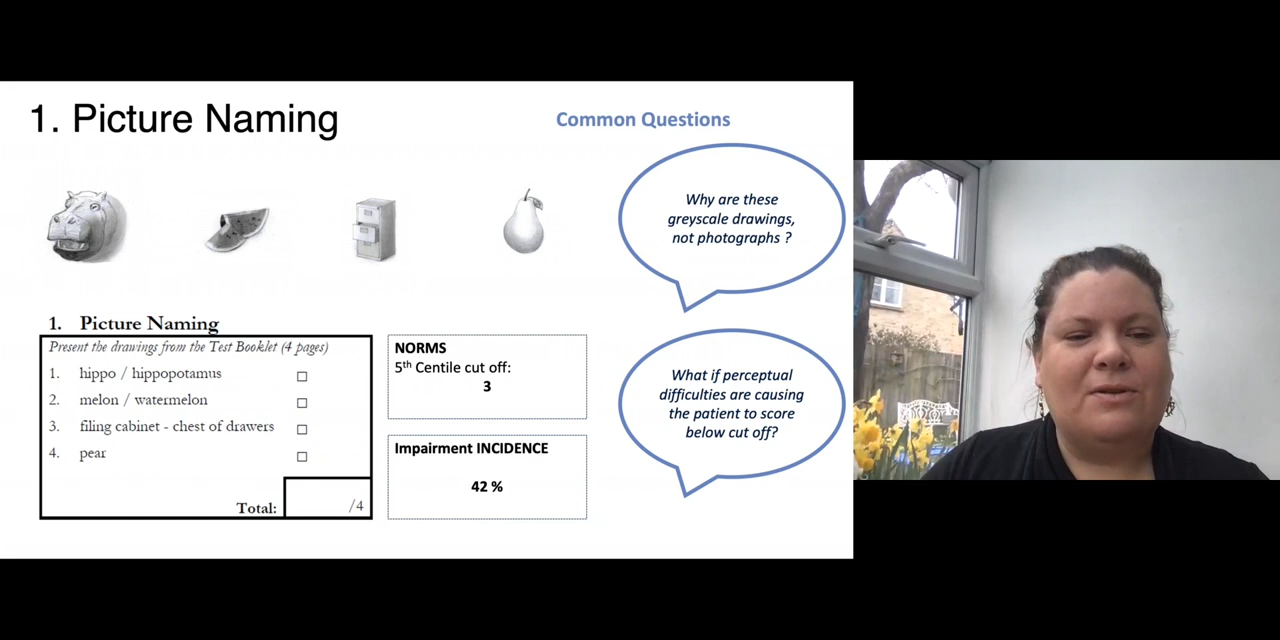 1. Picture Naming
Common Questions
Why are these
greyscale drawings,
not photographs ?
1. Picture Naming
Present the drawings from the Test Booklet (4 pages)
1. hippo / hippopotamus
2. melon / watermelon
3. filing cabinet - chest of drawers
4. pear
Total: /4
NORMS
5th Centile cut off:
3
Impairment INCIDENCE
42 %
What if perceptual
difficulties are causing
the patient to score
below cut off?